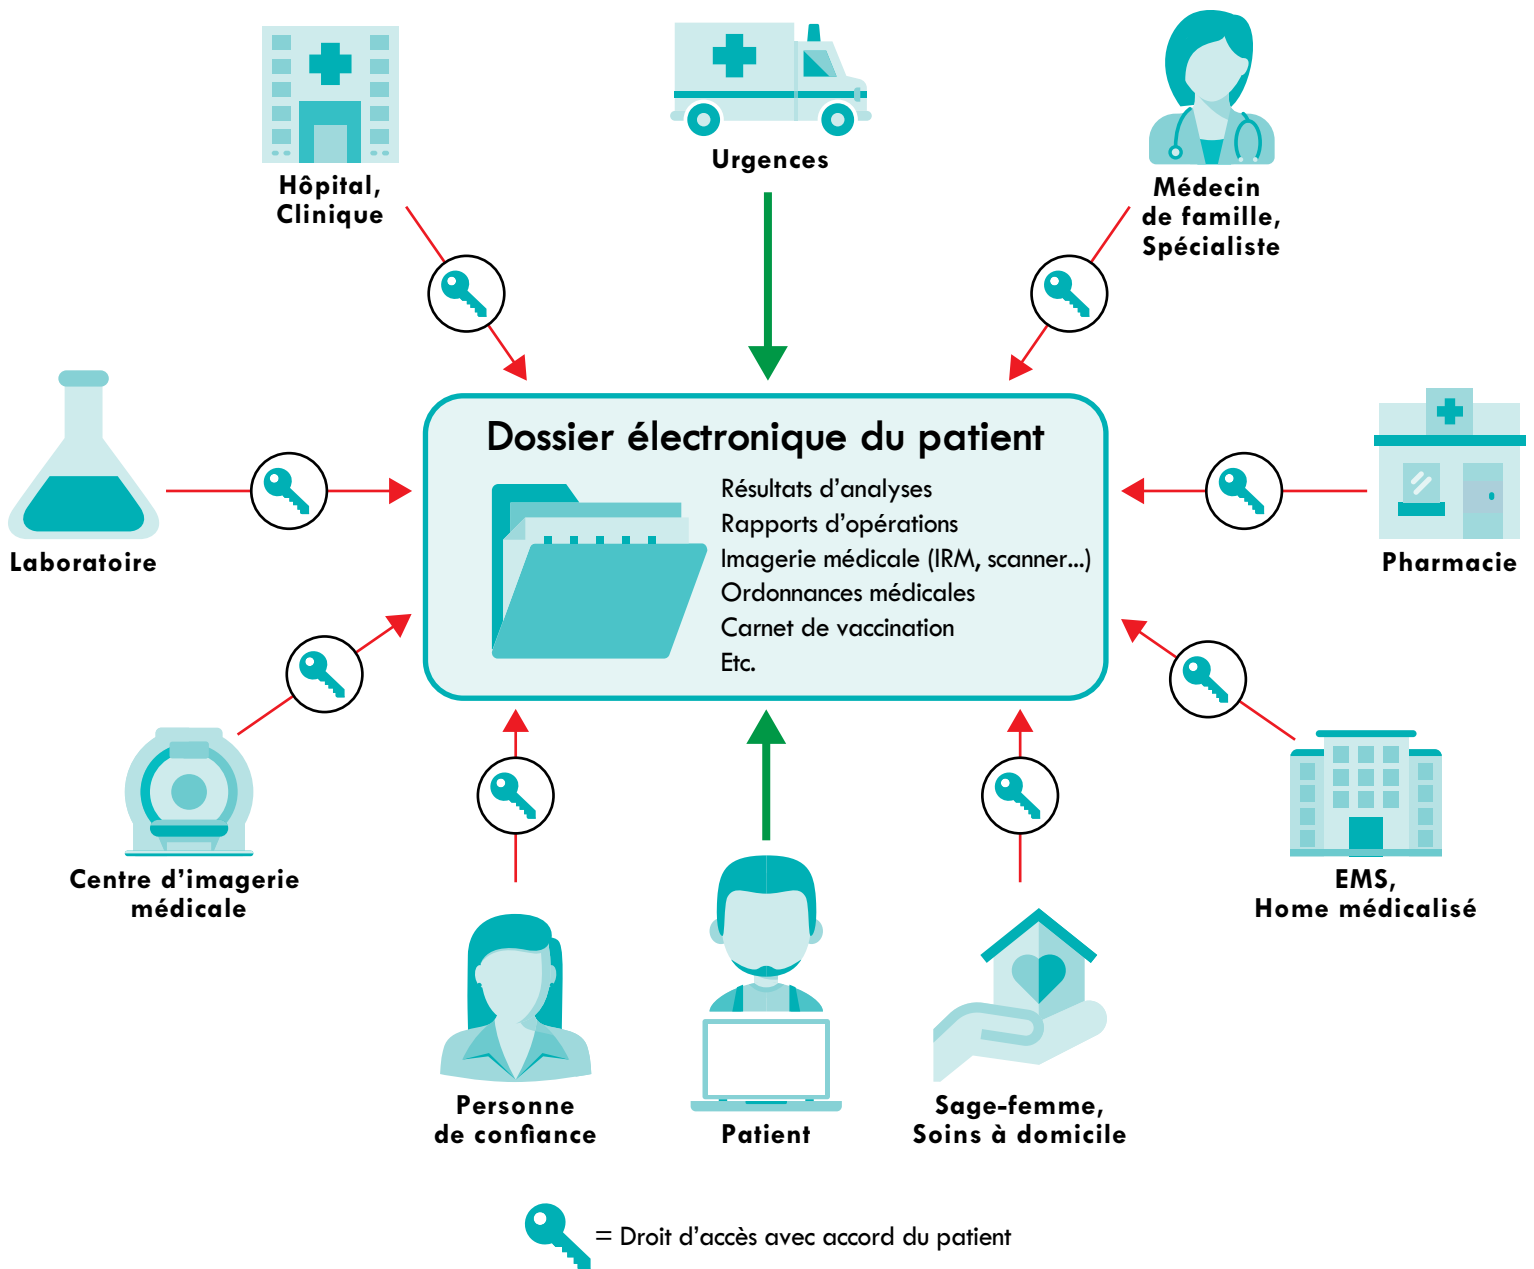 Urgences
Hôpital,
Clinique
Médecin
de famille,
Spécialiste
Dossier électronique du patient
Résultats d’analyses
Rapports d’opérations
Imagerie médicale (IRM, scanner...)
Ordonnances médicales
Carnet de vaccination
Etc.
Laboratoire
Pharmacie
Centre d’imagerie
médicale
EMS,
Home médicalisé
Personne
de confiance
Patient
Sage-femme,
Soins à domicile
= Droit d’accès avec accord du patient